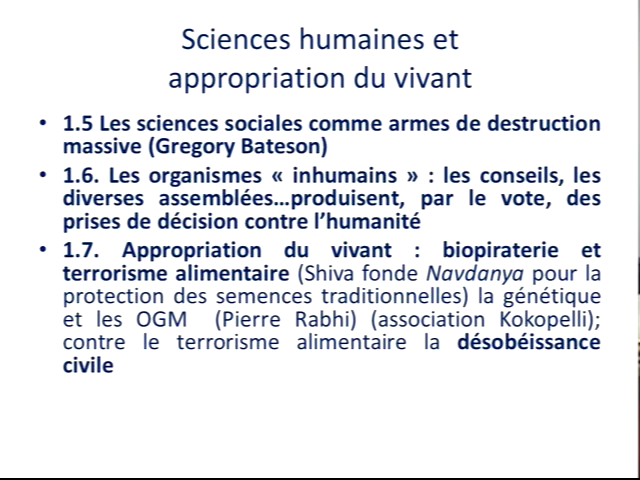 Sciences humaines et
appropriation du vivant
• 1.5 Les sciences sociales comme armes de destruction
massive (Gregory Bateson)
• 1.6. Les organismes « inhumains » : les conseils, les
diverses assemblées…produisent, par le vote, des
prises de décision contre l’humanité
• 1.7. Appropriation du vivant : biopiraterie et
terrorisme alimentaire (Shiva fonde Navdanya pour la
protection des semences traditionnelles) la génétique
et les OGM (Pierre Rabhi) (association Kokopelli);
contre le terrorisme alimentaire la désobéissance
civile